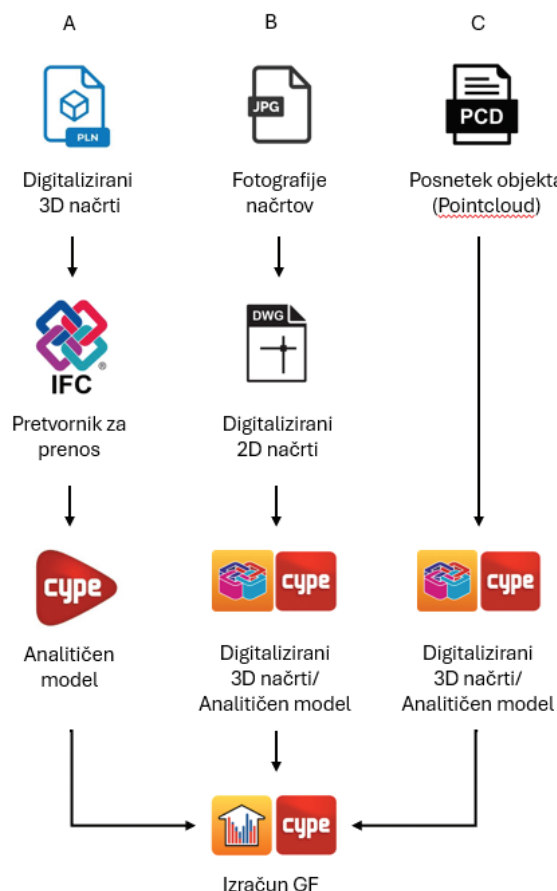 A
B
C
PLN
JPG
PCD
Digitalizirani
3D načrti
Fotografije
načrtov
Posnetek objekta
(Pointcloud)
IFC
®
DWG
Pretvornik za
prenos
Digitalizirani
2D načrti
cype
cype
cype
Analitičen
model
Digitalizirani
3D načrti/
Analitičen model
Digitalizirani
3D načrti/
Analitičen model
cype
Izračun GF